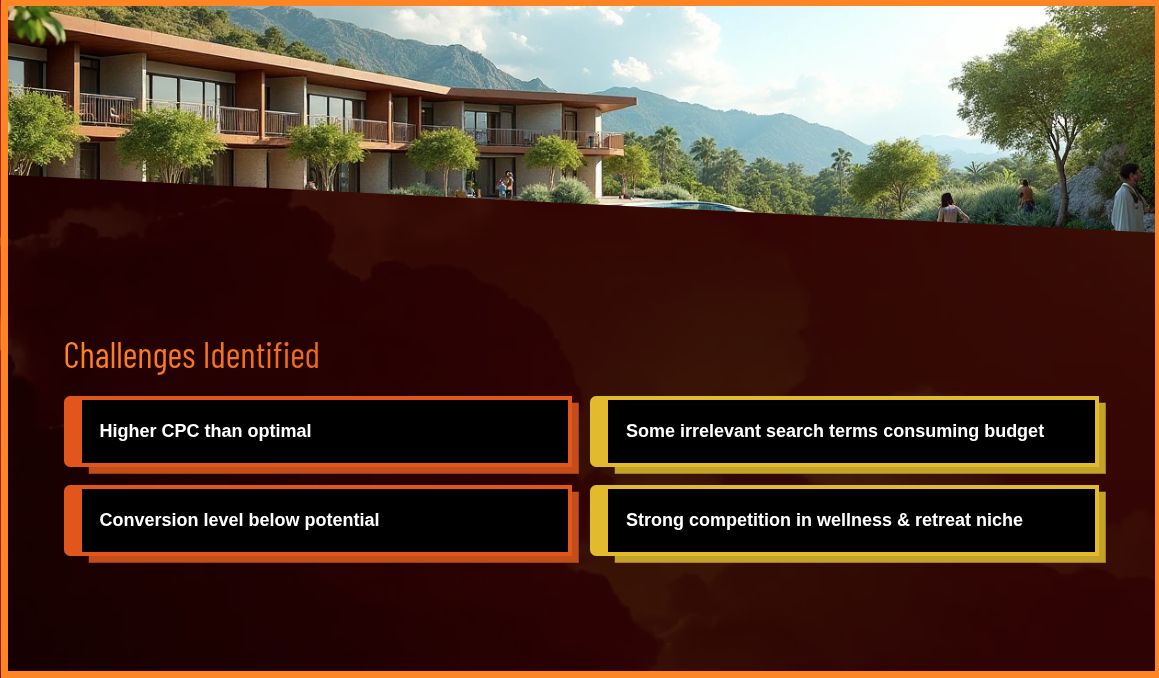 Challenges Identified
Higher CPC than optimal
Some irrelevant search terms consuming budget
Conversion level below potential
Strong competition in wellness & retreat niche